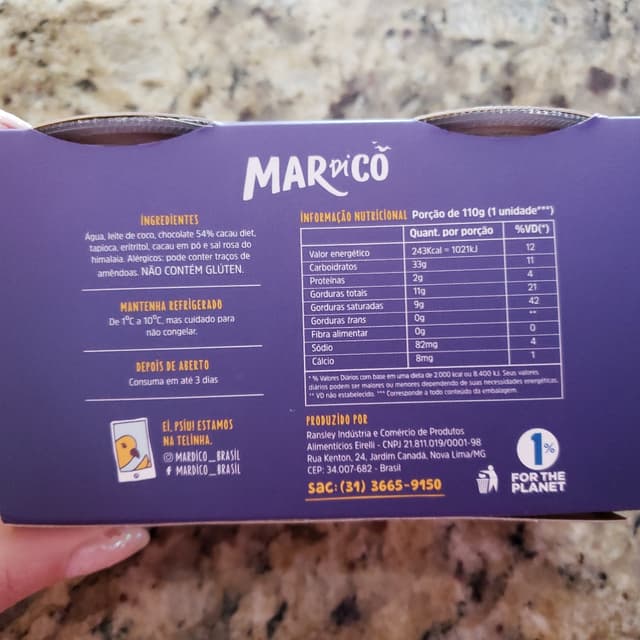 MARDICÔ
INGREDIENTES
Água, leite de coco, chocolate 54% cacau diet,
tapioca, eritritol, cacau em pó e sal rosa do
himalaia. Alérgicos: pode conter traços de
amêndoas. NÃO CONTÉM GLÚTEN.
MANTENHA REFRIGERADO
De 1°C a 10°C, mas cuidado para
não congelar.
DEPOIS DE ABERTO
Consuma em até 3 dias
EI, PSIU! ESTAMOS
NA TELINHA.
MARDICO_BRASIL
MARDICO_BRASIL
INFORMAÇÃO NUTRICIONAL Porção de 110g (1 unidade***)
Quant. por porção %VD(*)
Valor energético 243Kcal = 1021kJ 12
Carboidratos 33g 11
Proteínas 2g 4
Gorduras totais 11g 21
Gorduras saturadas 9g 42
Gorduras trans 0g **
Fibra alimentar 0g 0
Sódio 82mg 4
Cálcio 8mg 1
* % Valores Diários com base em uma dieta de 2.000 kcal ou 8.400 kJ. Seus valores
diários podem ser maiores ou menores dependendo de suas necessidades energéticas.
** VD não estabelecido. *** Corresponde a todo conteúdo da embalagem.
PRODUZIDO POR
Ransley Indústria e Comércio de Produtos
Alimentícios Eirelli - CNPJ 21.811.019/0001-98
Rua Kenton, 24, Jardim Canadá, Nova Lima/MG
CEP: 34.007-682 - Brasil
SAC: (31) 3665-9150
1%
FOR THE
PLANET